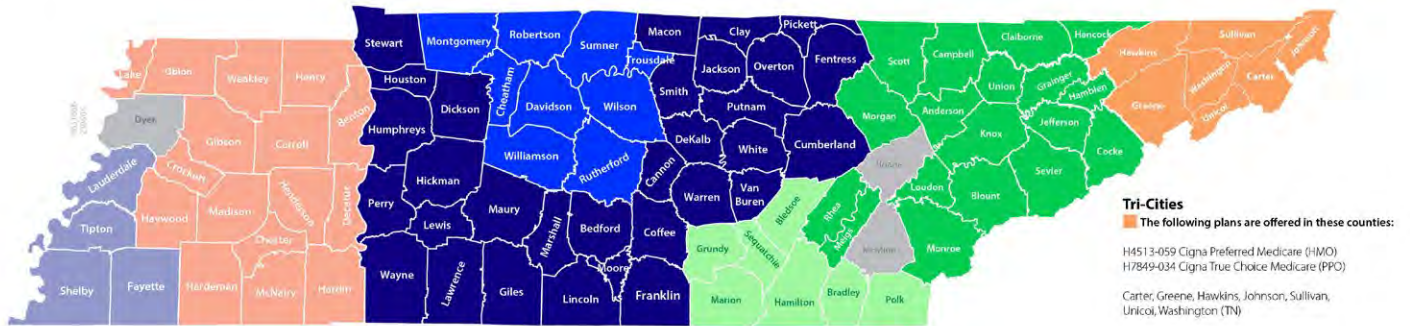 Stewart
Montgomery
Robertson
Sumner
Macon
Clay
Pickett
Claiborne
Hancock
Sullivan
Johnson
Lake
Obion
Weakley
Henry
Trousdale
Jackson
Overton
Fentress
Scott
Campbell
Hawkins
Houston
Cheatham
Smith
Union
Grainger
Hamblen
Greene
Washington
Carter
Unicoi
Dyer
Benton
Dickson
Davidson
Wilson
Putnam
Morgan
Anderson
Jefferson
Gibson
Carroll
Humphreys
DeKalb
White
Cumberland
Knox
Cocke
Lauderdale
Crockett
Williamson
Rutherford
Cannon
Roane
Sevier
Hickman
Warren
Van
Buren
Bledsoe
Rhea
Loudon
Blount
Tipton
Haywood
Madison
Henderson
Decatur
Perry
Lewis
Maury
Marshall
Bedford
Coffee
Grundy
Sequatchie
Meigs
McMinn
Monroe
Chester
Moore
Shelby
Fayette
Hardeman
McNairy
Hardin
Wayne
Lawrence
Giles
Lincoln
Franklin
Marion
Hamilton
Bradley
Polk
Tri-Cities
The following plans are offered in these counties:
H4513-059 Cigna Preferred Medicare (HMO)
H7849-034 Cigna True Choice Medicare (PPO)
Carter, Greene, Hawkins, Johnson, Sullivan,
Unicoi, Washington (TN)